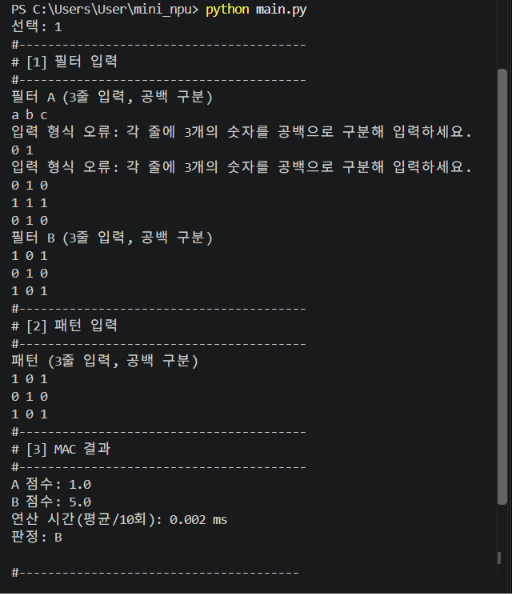 PS C:\Users\User\mini_npu> python main.py
선택: 1
#----------------------------------------
# [1] 필터 입력
#----------------------------------------
필터 A (3줄 입력, 공백 구분)
a b c
입력 형식 오류: 각 줄에 3개의 숫자를 공백으로 구분해 입력하세요.
0 1
입력 형식 오류: 각 줄에 3개의 숫자를 공백으로 구분해 입력하세요.
0 1 0
1 1 1
0 1 0
필터 B (3줄 입력, 공백 구분)
1 0 1
0 1 0
1 0 1
#----------------------------------------
# [2] 패턴 입력
#----------------------------------------
패턴 (3줄 입력, 공백 구분)
1 0 1
0 1 0
1 0 1
#----------------------------------------
# [3] MAC 결과
#----------------------------------------
A 점수: 1.0
B 점수: 5.0
연산 시간(평균/10회): 0.002 ms
판정: B
#---------------------------------------